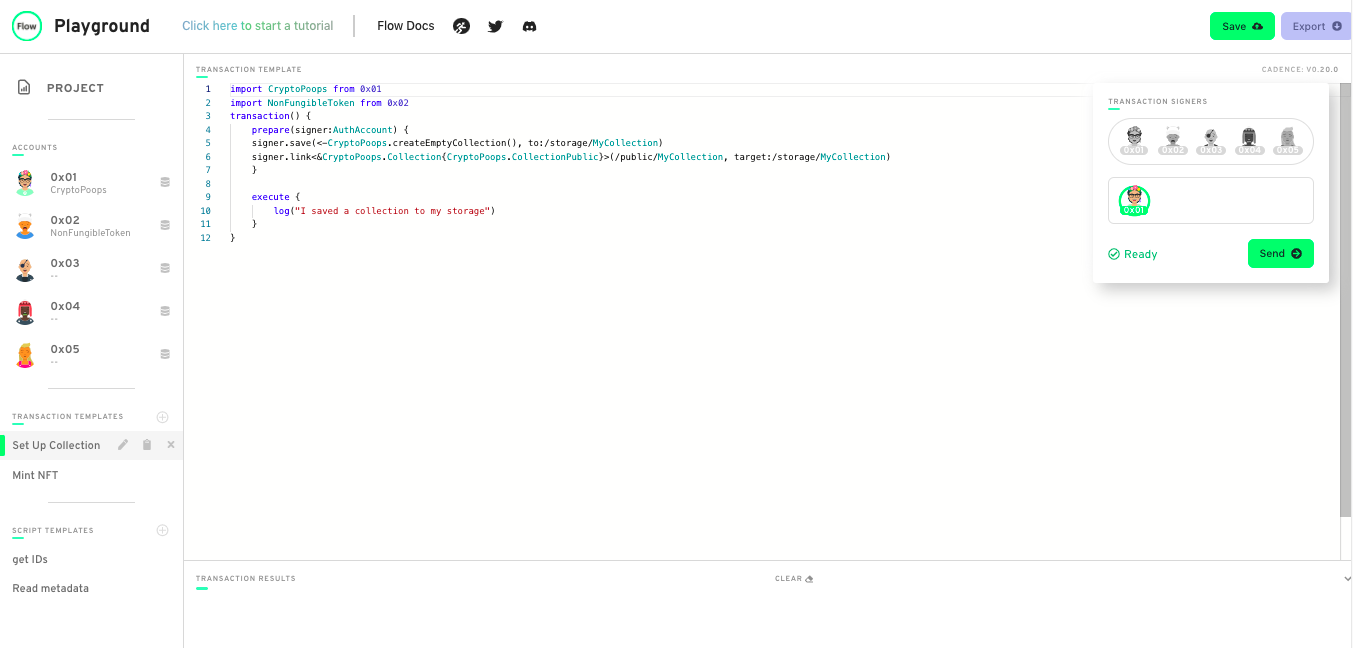 Flow
Playground
Click here to start a tutorial
Flow Docs
Save
Export
PROJECT
ACCOUNTS
0x01
CryptoPoops
0x02
NonFungibleToken
0x03
--
0x04
--
0x05
--
TRANSACTION TEMPLATES
Set Up Collection
Mint NFT
SCRIPT TEMPLATES
get IDs
Read metadata
TRANSACTION TEMPLATE
CADENCE: V0.20.0
1 import CryptoPoops from 0x01
2 import NonFungibleToken from 0x02
3 transaction() {
4 prepare(signer:AuthAccount) {
5 signer.save(<-CryptoPoops.createEmptyCollection(), to:/storage/MyCollection)
6 signer.link<&CryptoPoops.Collection{CryptoPoops.CollectionPublic}>(/public/MyCollection, target:/storage/MyCollection)
7 }
8
9 execute {
10 log("I saved a collection to my storage")
11 }
12 }
TRANSACTION SIGNERS
0x01 0x02 0x03 0x04 0x05
0x01
Ready
Send
TRANSACTION RESULTS
CLEAR